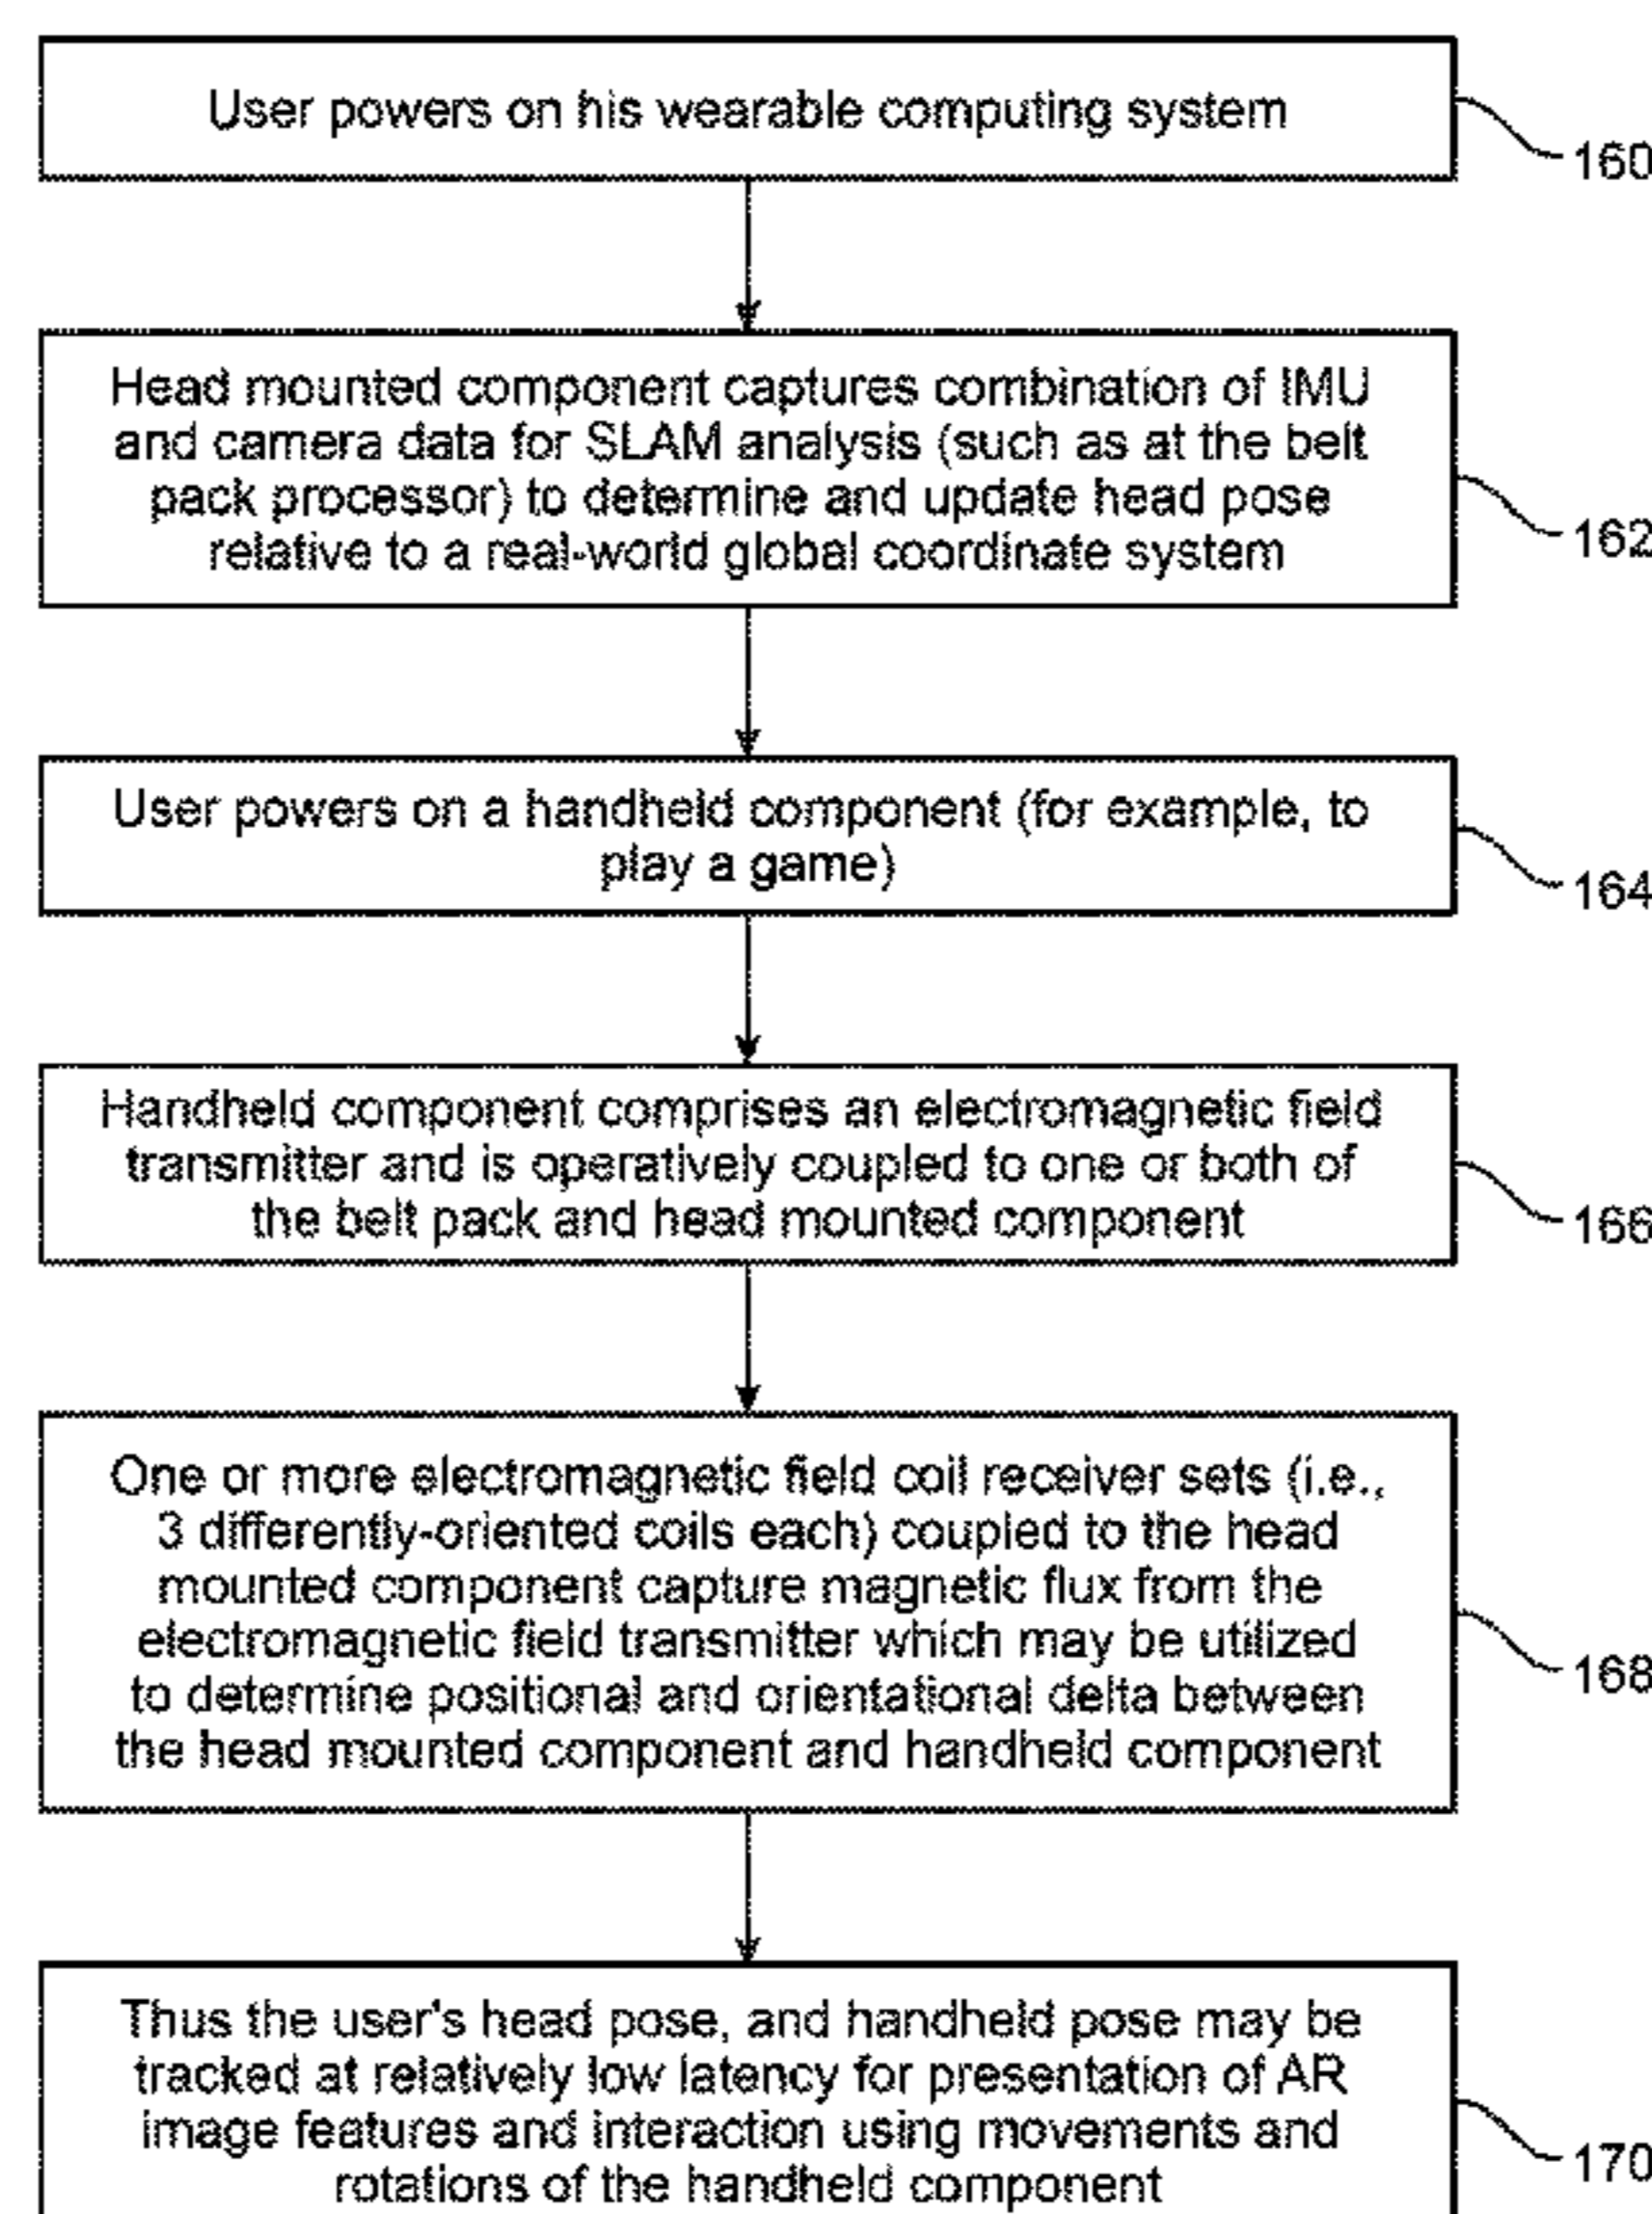 User powers on his wearable computing system
160
Head mounted component captures combination of IMU
and camera data for SLAM analysis (such as at the belt
pack processor) to determine and update head pose
relative to a real-world global coordinate system
162
User powers on a handheld component (for example, to
play a game)
164
Handheld component comprises an electromagnetic field
transmitter and is operatively coupled to one or both of
the belt pack and head mounted component
166
One or more electromagnetic field coil receiver sets (i.e.,
3 differently-oriented coils each) coupled to the head
mounted component capture magnetic flux from the
electromagnetic field transmitter which may be utilized
to determine positional and orientational delta between
the head mounted component and handheld component
168
Thus the user's head pose, and handheld pose may be
tracked at relatively low latency for presentation of AR
image features and interaction using movements and
rotations of the handheld component
170